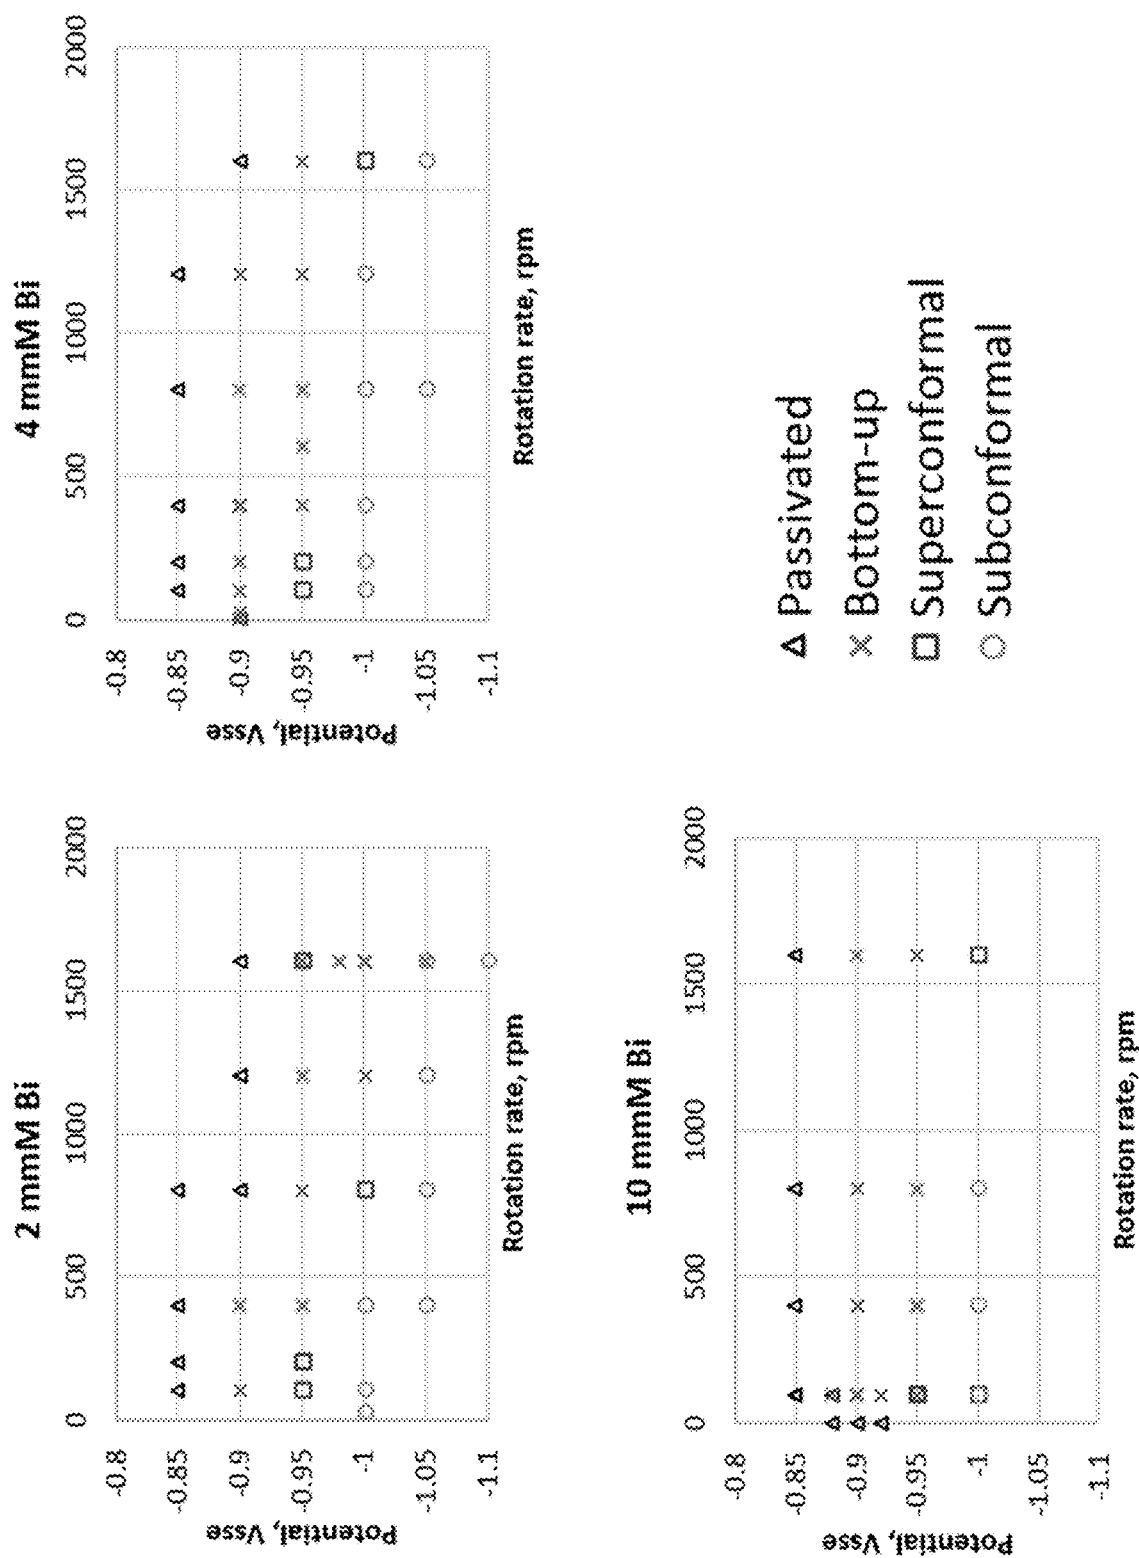 2 mmM Bi
0
500
1000
1500
2000
-0.8
-0.85
-0.9
-0.95
-1
-1.05
-1.1
Potential, Vsse
Rotation rate, rpm
4 mmM Bi
0
500
1000
1500
2000
-0.8
-0.85
-0.9
-0.95
-1
-1.05
-1.1
Potential, Vsse
Rotation rate, rpm
10 mmM Bi
0
500
1000
1500
2000
-0.8
-0.85
-0.9
-0.95
-1
-1.05
-1.1
Potential, Vsse
Rotation rate, rpm
Passivated
Bottom-up
Superconformal
Subconformal